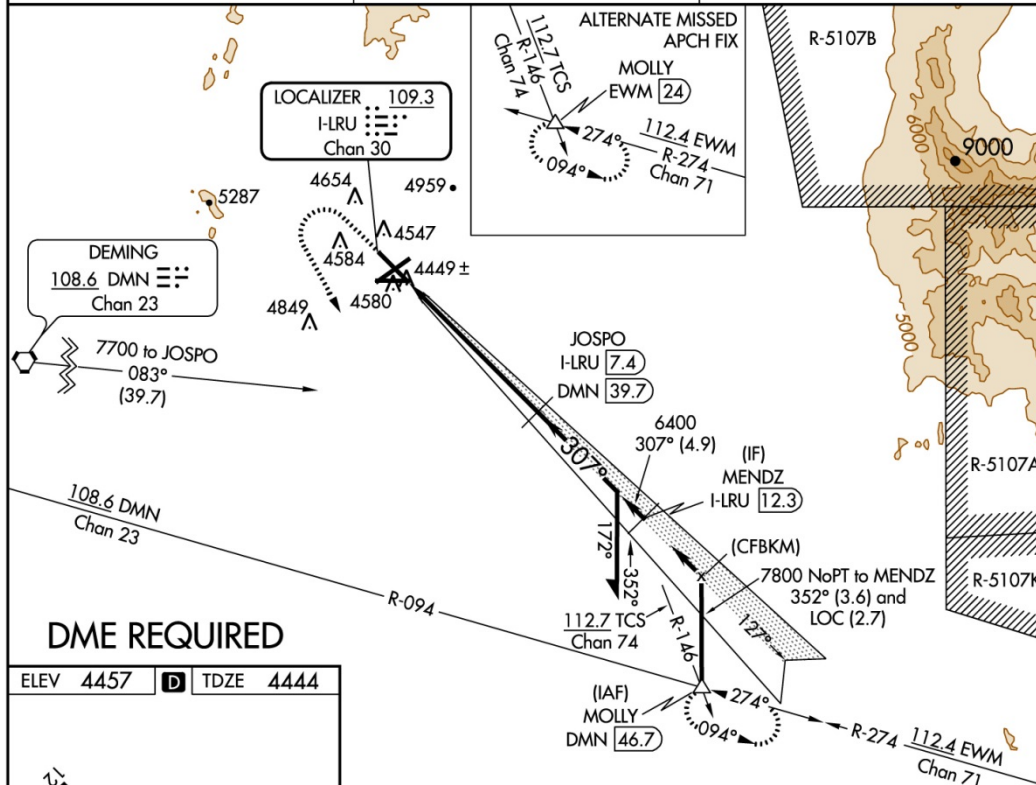 ALTERNATE MISSED
APCH FIX
112.7 TCS
R-146
Chan 74
MOLLY
EWM 24
274°
094°
112.4 EWM
R-274
Chan 71
R-5107B
6000
9000
5000
LOCALIZER 109.3
I-LRU
Chan 30
5287
4654
4959
4547
4584
4449 ±
4580
4849
DEMING
108.6 DMN
Chan 23
7700 to JOSPO
083°
(39.7)
JOSPO
I-LRU 7.4
DMN 39.7
6400
307° (4.9)
307°
(IF)
MENDZ
I-LRU 12.3
R-5107A
108.6 DMN
Chan 23
172°
352°
(CFBKM)
7800 NoPT to MENDZ
352° (3.6) and
LOC (2.7)
R-5107K
R-094
112.7 TCS
Chan 74
R-146
127°
DME REQUIRED
(IAF)
MOLLY
DMN 46.7
274°
094°
R-274
112.4 EWM
Chan 71
ELEV 4457 D TDZE 4444